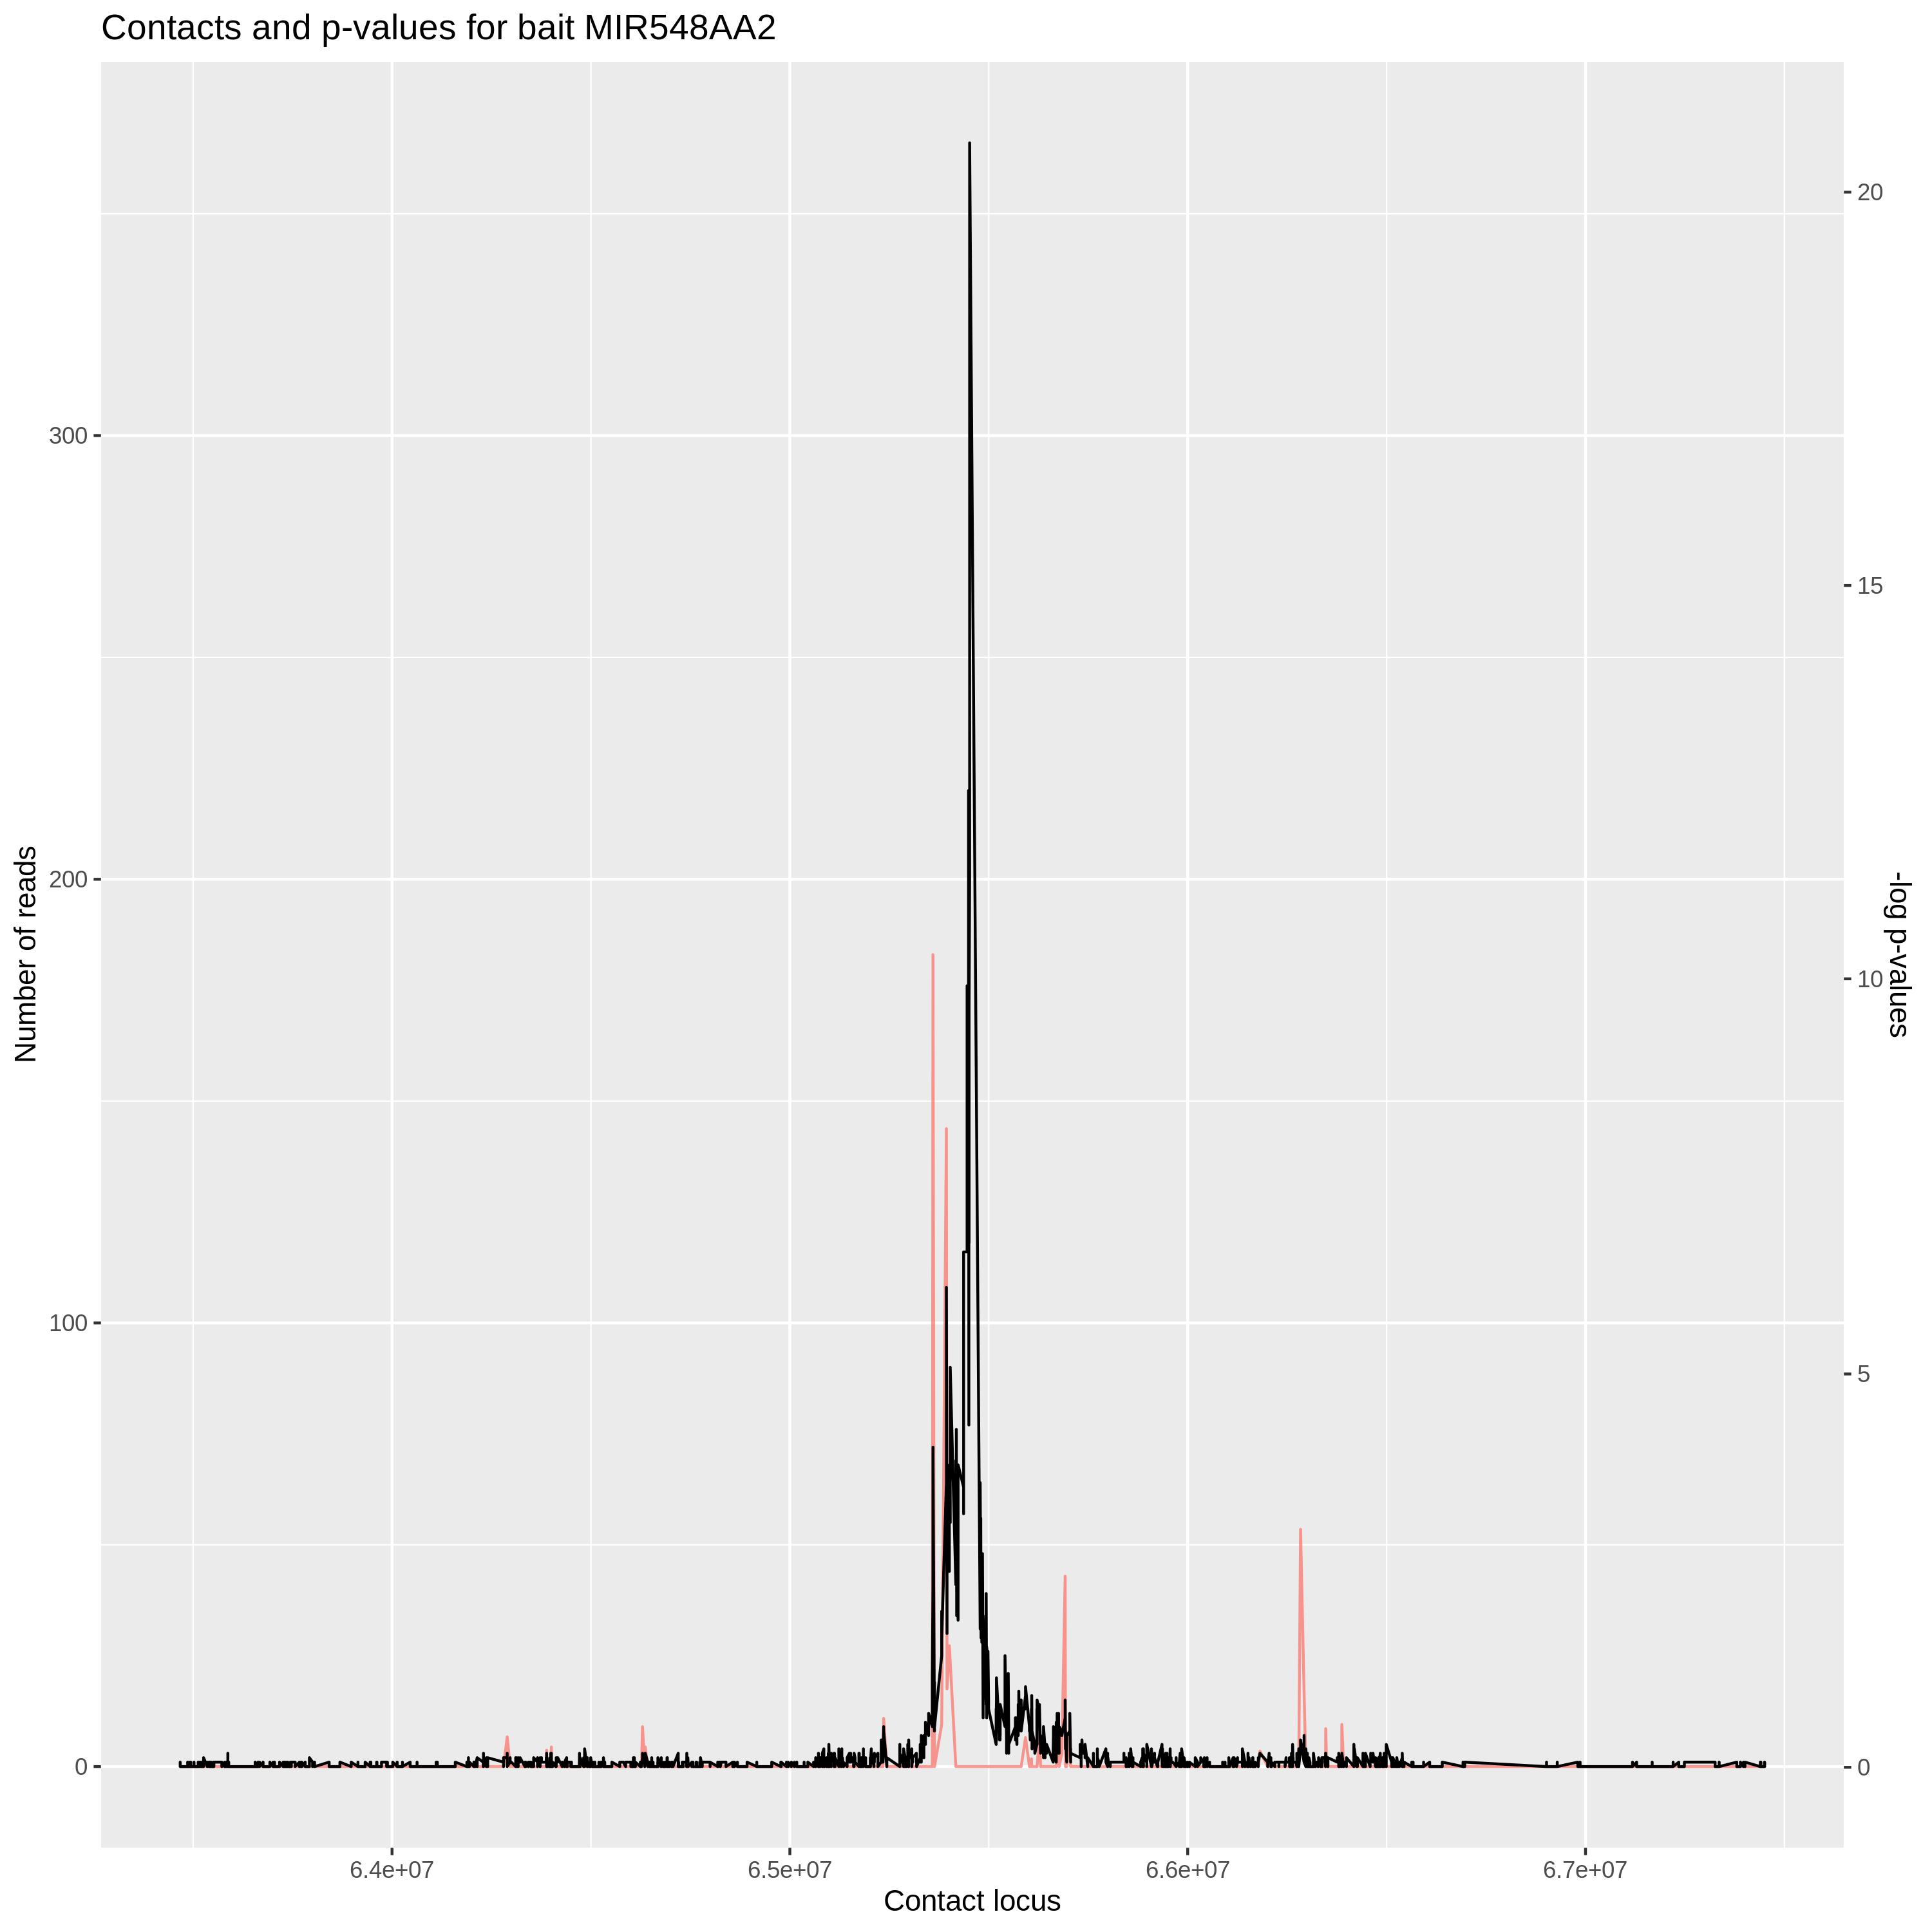 Contacts and p-values for bait MIR548AA2
Number of reads
300
200
100
0
20
15
10
5
0
-log p-values
6.4e+07
6.5e+07
6.6e+07
6.7e+07
Contact locus